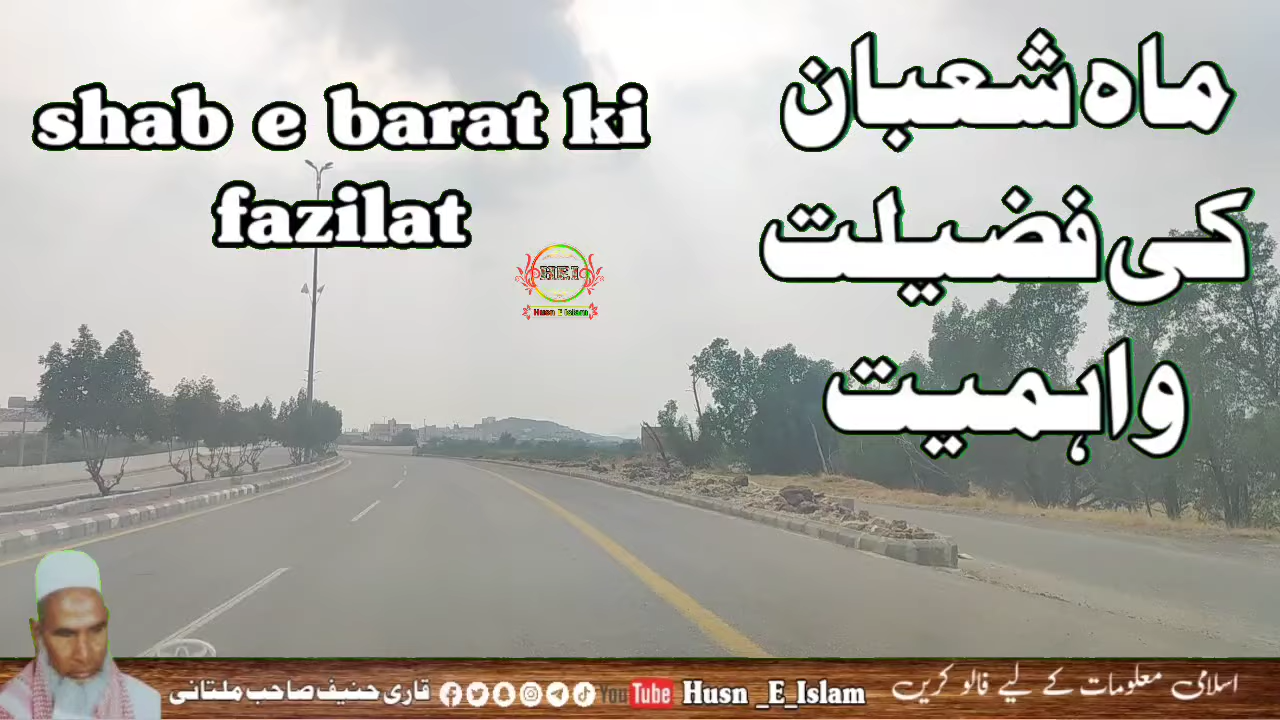 shab e barat ki
fazilat
ماہ شعبان
کی فضیلت
و اہمیت
HEI
Husn E Islam
قاری حنیف صاحب ملتانی
YouTube Husn _E_Islam
اسلامی معلومات کے لیے فالو کریں